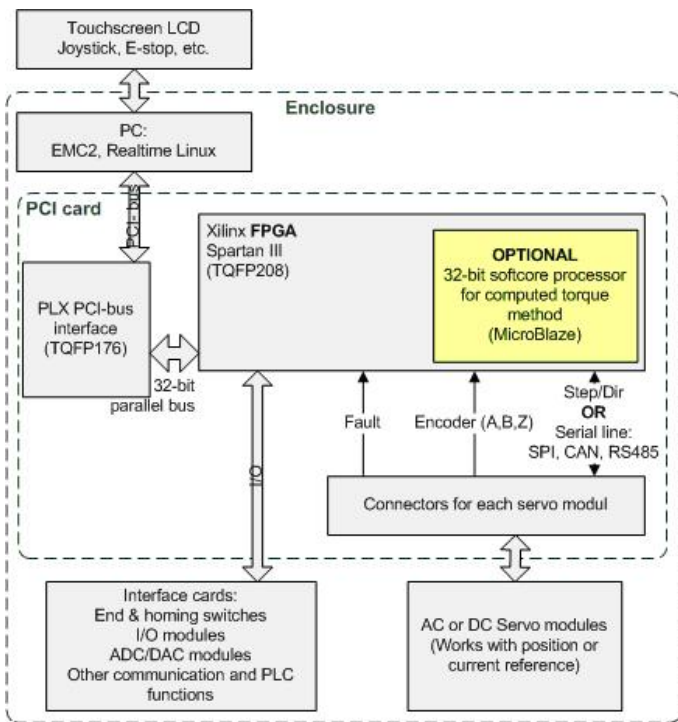 Touchscreen LCD
Joystick, E-stop, etc.
Enclosure
PC:
EMC2, Realtime Linux
PCI- bus
PCI card
Xilinx FPGA
Spartan III
(TQFP208)
OPTIONAL
32-bit softcore processor
for computed torque
method
(MicroBlaze)
PLX PCI-bus
interface
(TQFP176)
32-bit
parallel bus
I/O
Fault
Encoder (A,B,Z)
Step/Dir
OR
Serial line:
SPI, CAN, RS485
Connectors for each servo modul
Interface cards:
End & homing switches
I/O modules
ADC/DAC modules
Other communication and PLC
functions
AC or DC Servo modules
(Works with position or
current reference)